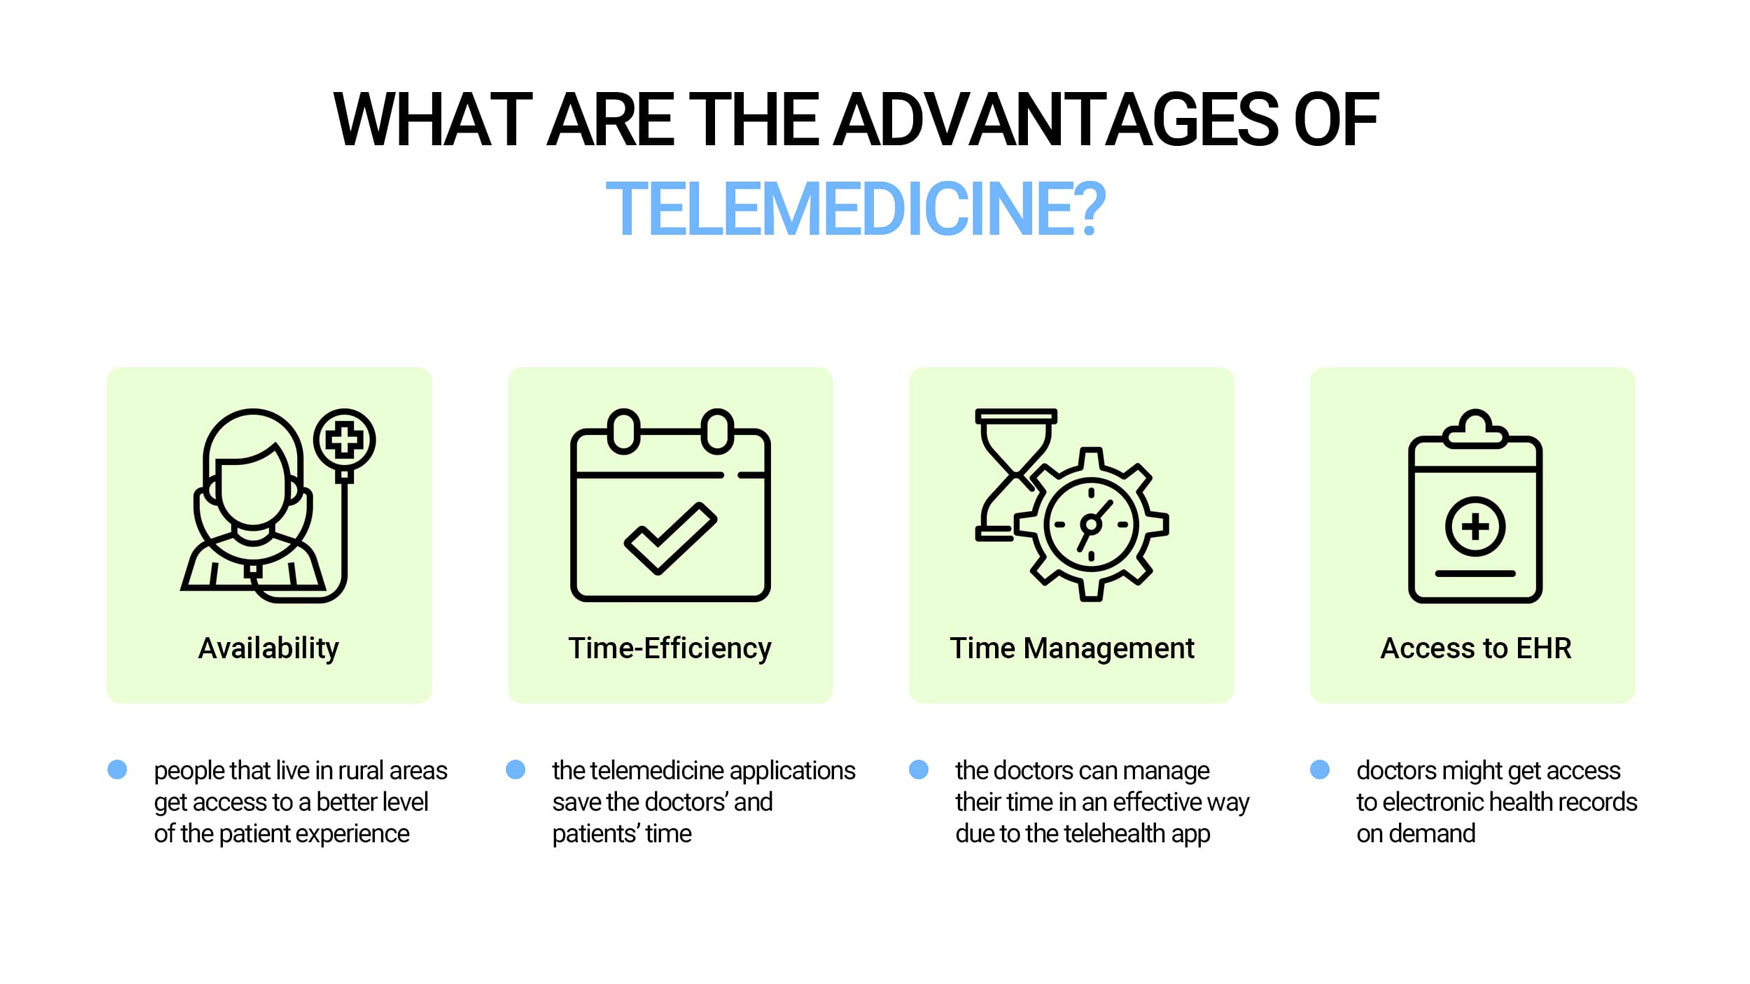 WHAT ARE THE ADVANTAGES OF
TELEMEDICINE?
Availability
people that live in rural areas
get access to a better level
of the patient experience
Time-Efficiency
the telemedicine applications
save the doctors’ and
patients’ time
Time Management
the doctors can manage
their time in an effective way
due to the telehealth app
Access to EHR
doctors might get access
to electronic health records
on demand